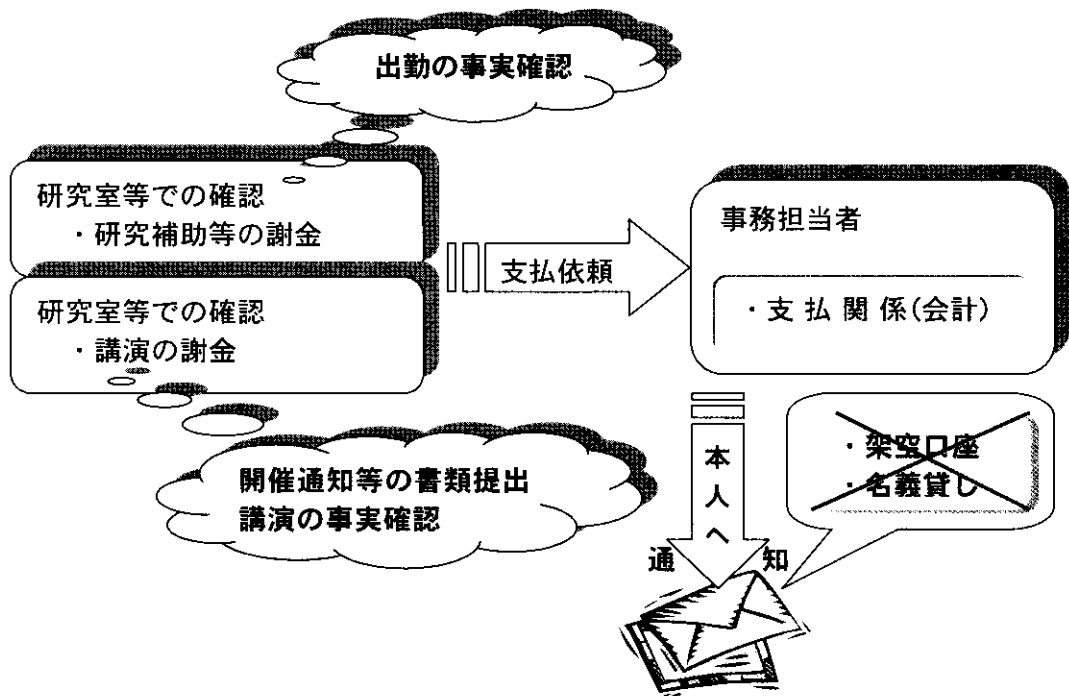 出勤の事実確認
研究室等での確認
・研究補助等の謝金
研究室等での確認
・講演の謝金
開催通知等の書類提出
講演の事実確認
支払依頼
事務担当者
・支払関係(会計)
本人へ
通知
・架空口座
・名義貸し